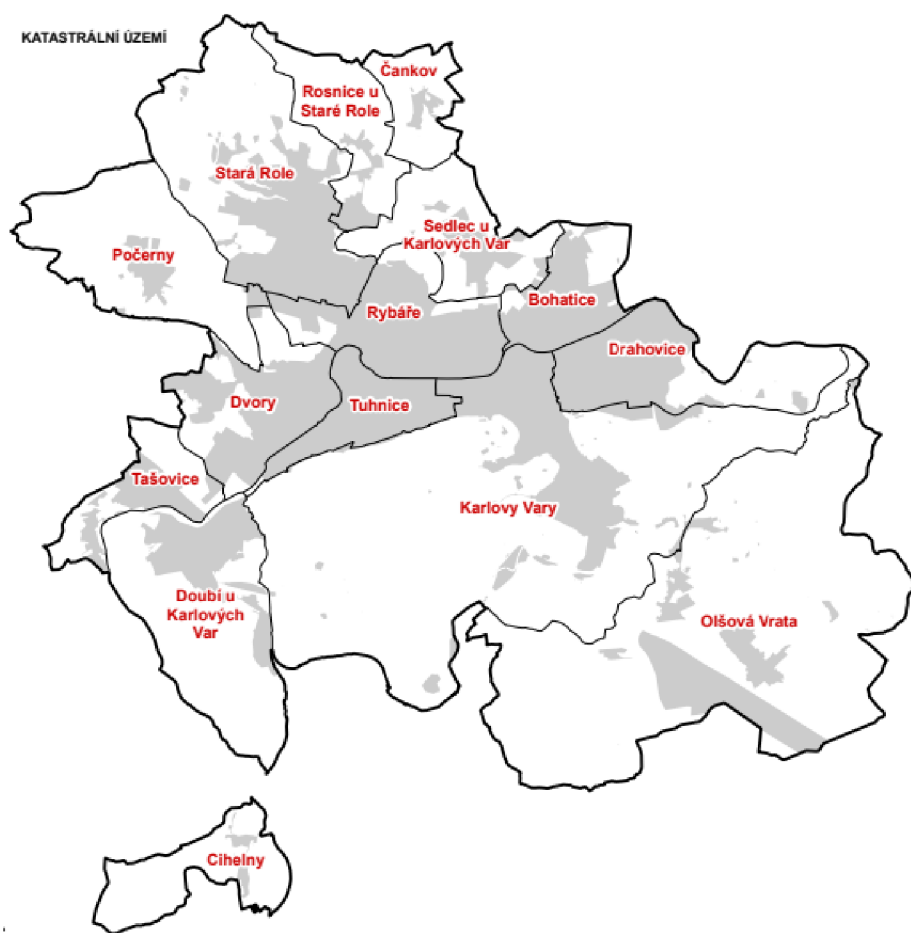 KATASTRÁLNÍ ÚZEMÍ
Čankov
Rosnice u
Staré Role
Stará Role
Sedlec u
Karlových Var
Počerny
Bohatice
Rybáře
Drahovice
Dvory
Tuhnice
Tašovice
Karlovy Vary
Doubí u
Karlových
Var
Olšová Vrata
Cihelny